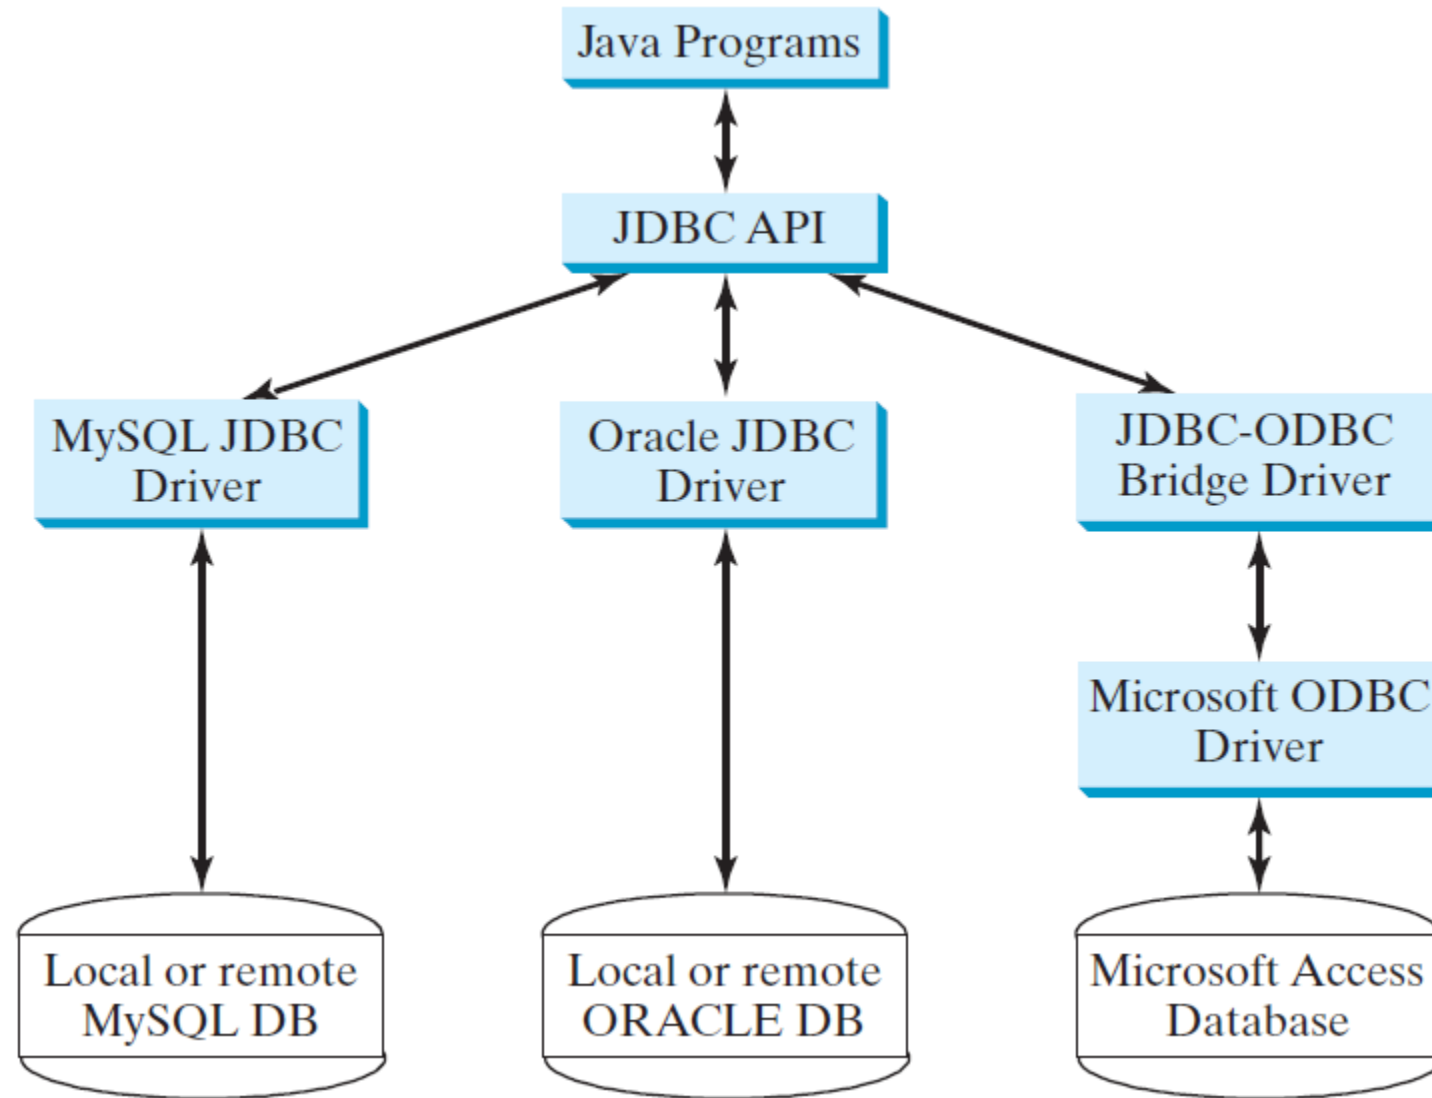 Java Programs
JDBC API
MySQL JDBC
Driver
Oracle JDBC
Driver
JDBC-ODBC
Bridge Driver
Microsoft ODBC
Driver
Local or remote
MySQL DB
Local or remote
ORACLE DB
Microsoft Access
Database